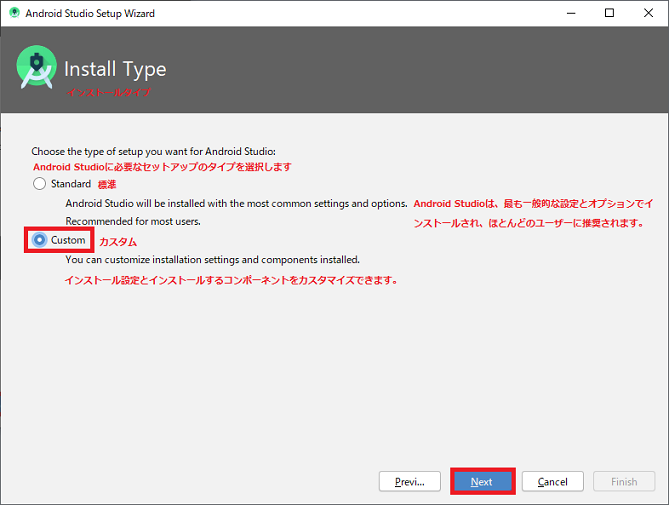 Android Studio Setup Wizard
Install Type
インストールタイプ
Choose the type of setup you want for Android Studio:
Android Studioに必要なセットアップのタイプを選択します
Standard 標準
Android Studio will be installed with the most common settings and options.
Recommended for most users.
Android Studioは、最も一般的な設定とオプションでイ
ンストールされ、ほとんどのユーザーに推奨されます。
Custom カスタム
You can customize installation settings and components installed.
インストール設定とインストールするコンポーネントをカスタマイズできます。
Previ... Next Cancel Finish